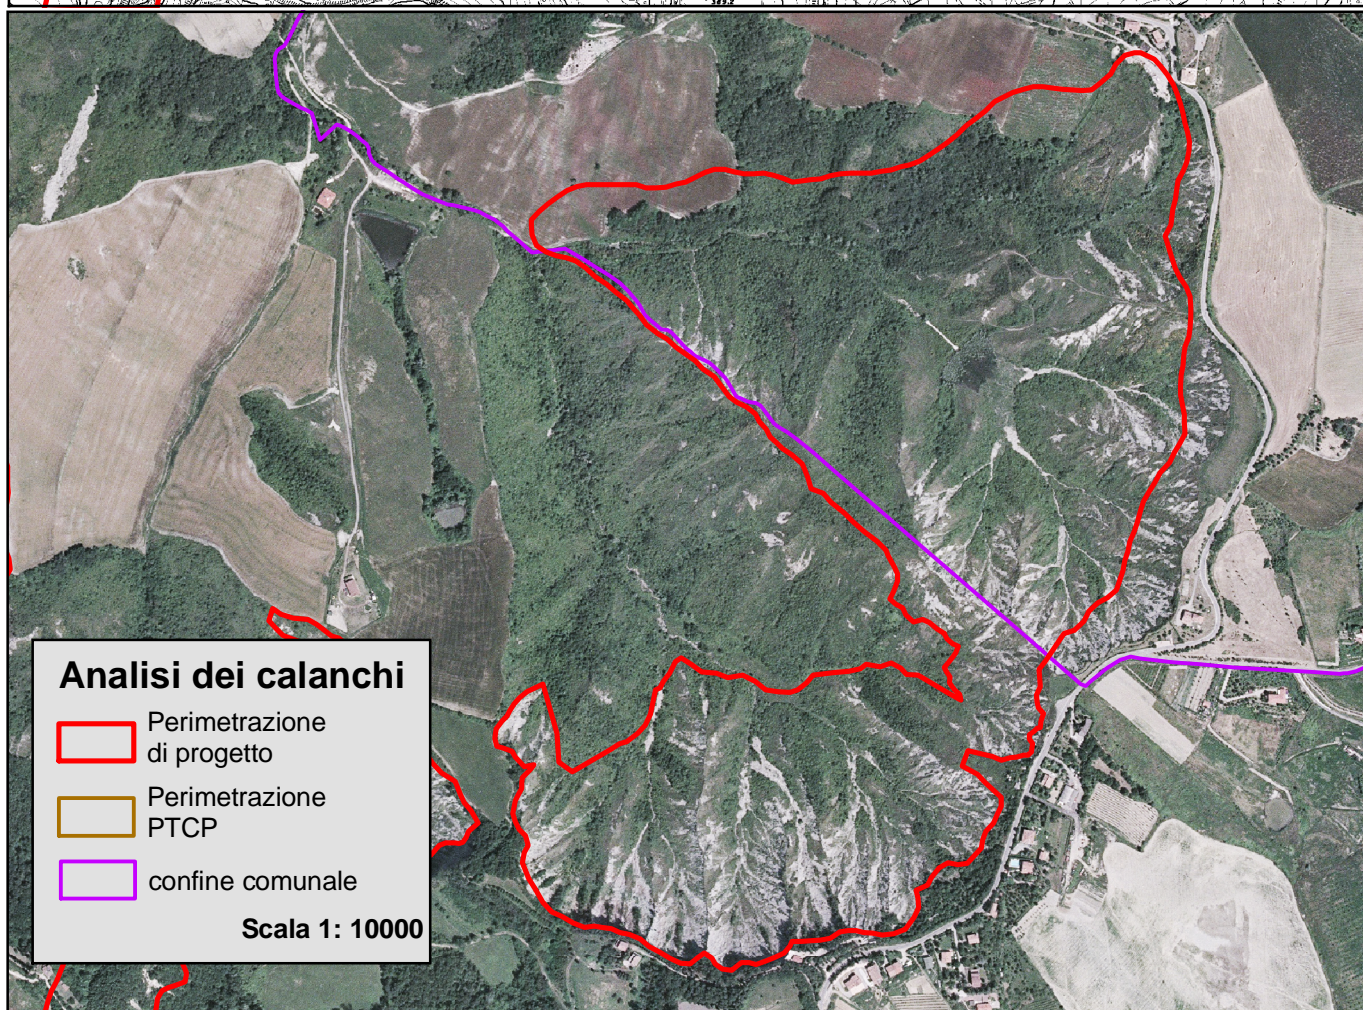 Analisi dei calanchi
Perimetrazione
di progetto
Perimetrazione
PTCP
confine comunale
Scala 1: 10000